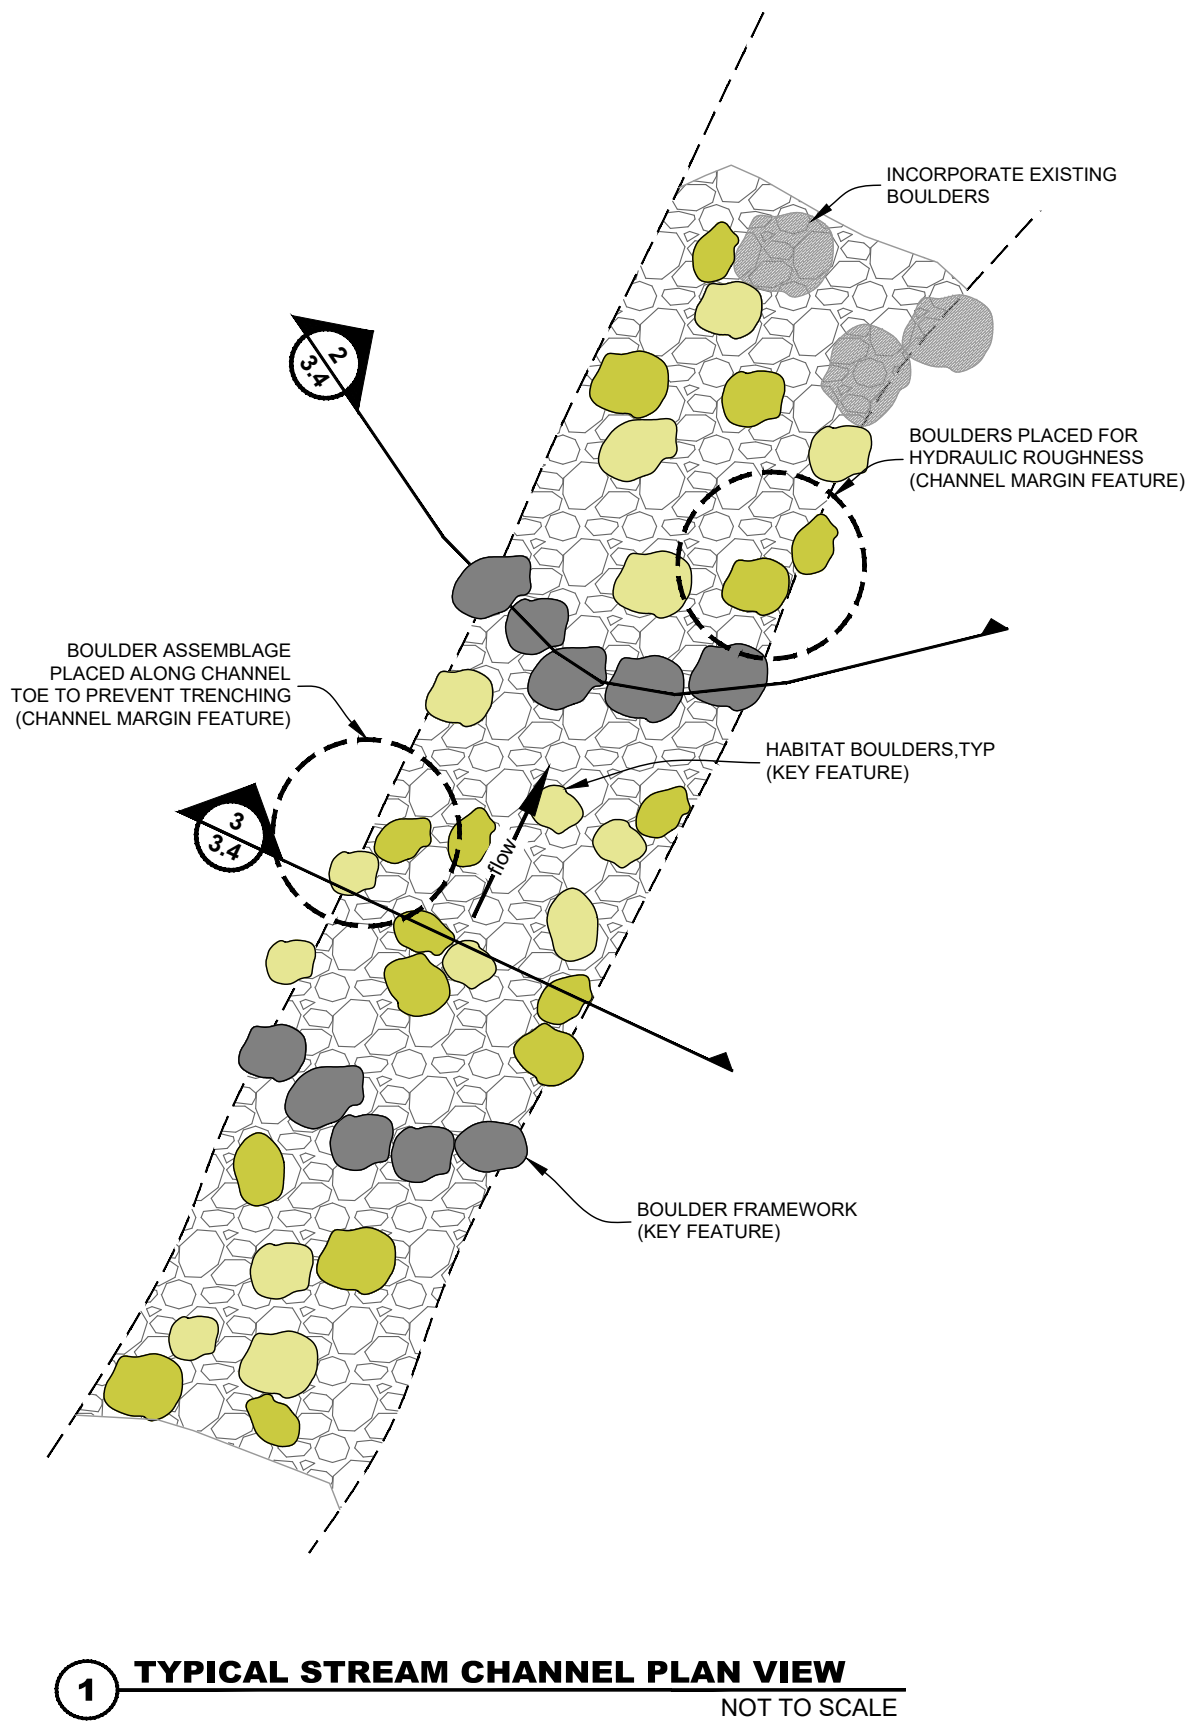 INCORPORATE EXISTING
BOULDERS
2
3.4
BOULDERS PLACED FOR
HYDRAULIC ROUGHNESS
(CHANNEL MARGIN FEATURE)
BOULDER ASSEMBLAGE
PLACED ALONG CHANNEL
TOE TO PREVENT TRENCHING
(CHANNEL MARGIN FEATURE)
HABITAT BOULDERS,TYP
(KEY FEATURE)
3
3.4
flow
BOULDER FRAMEWORK
(KEY FEATURE)
1
TYPICAL STREAM CHANNEL PLAN VIEW
NOT TO SCALE